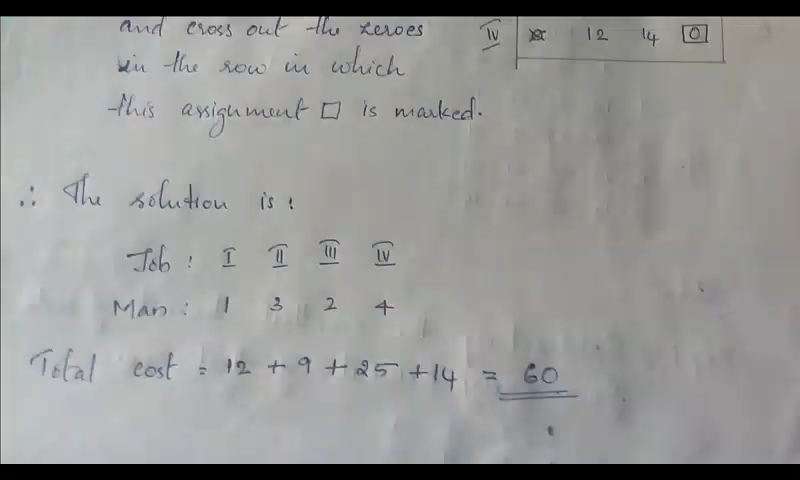 and cross out the zeroes
in the row in which
this assignment □ is marked.
IV 12 14 0
∴ The solution is :
Job : I II III IV
Man : 1 3 2 4
Total cost = 12 + 9 + 25 + 14 = 60